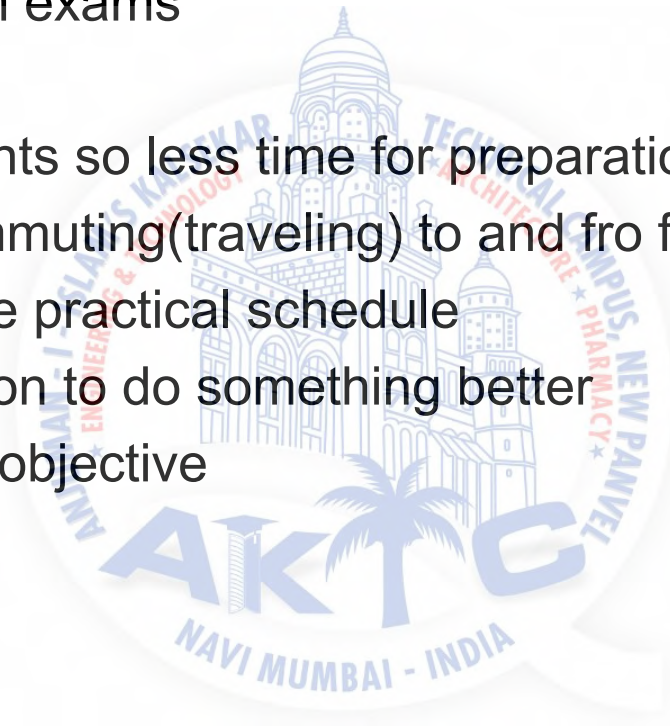 exams
nts so less time for preparatio
muting(traveling) to and fro f
e practical schedule
on to do something better
objective
ANJUMAN-I-ISLAM'S KALSEKAR TECHNICAL CAMPUS, NEW PANVEL
ENGINEERING & TECHNOLOGY ★ ARCHITECTURE ★ PHARMACY ★
AKTC
NAVI MUMBAI - INDIA